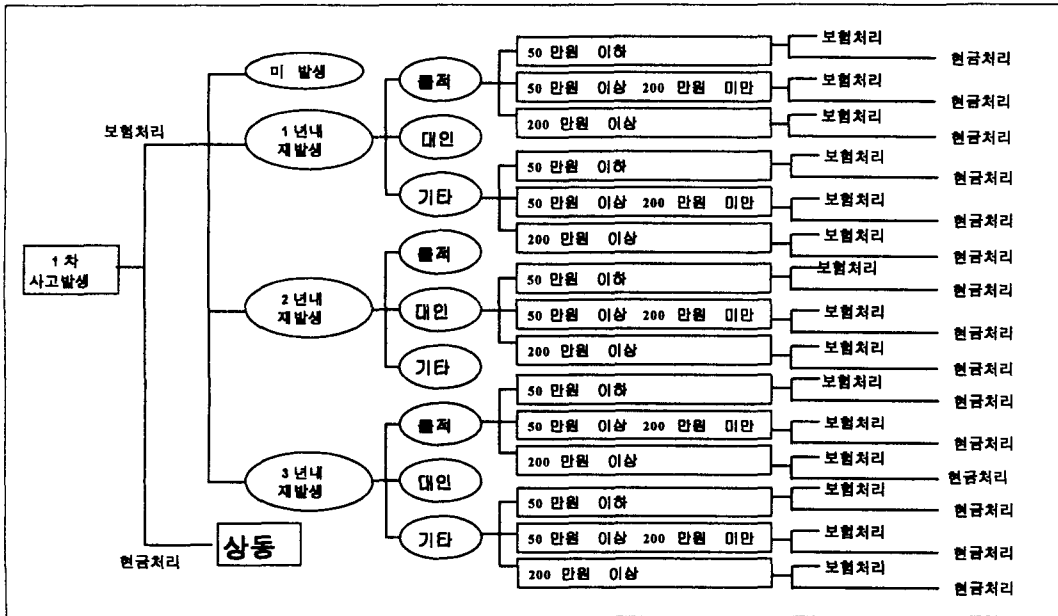 미 발생
보험처리
1 년내
재발생
물적
대인
기타
50 만원 이하
보험처리
현금처리
50 만원 이상 200 만원 미만
보험처리
현금처리
200 만원 이상
보험처리
현금처리
50 만원 이하
보험처리
현금처리
50 만원 이상 200 만원 미만
보험처리
현금처리
200 만원 이상
보험처리
현금처리
1 차
사고발생
2 년내
재발생
물적
대인
기타
50 만원 이하
보험처리
현금처리
50 만원 이상 200 만원 미만
보험처리
현금처리
200 만원 이상
보험처리
현금처리
3 년내
재발생
물적
대인
기타
50 만원 이하
보험처리
현금처리
50 만원 이상 200 만원 미만
보험처리
현금처리
200 만원 이상
보험처리
현금처리
50 만원 이하
보험처리
현금처리
50 만원 이상 200 만원 미만
보험처리
현금처리
200 만원 이상
보험처리
현금처리
현금처리
상동